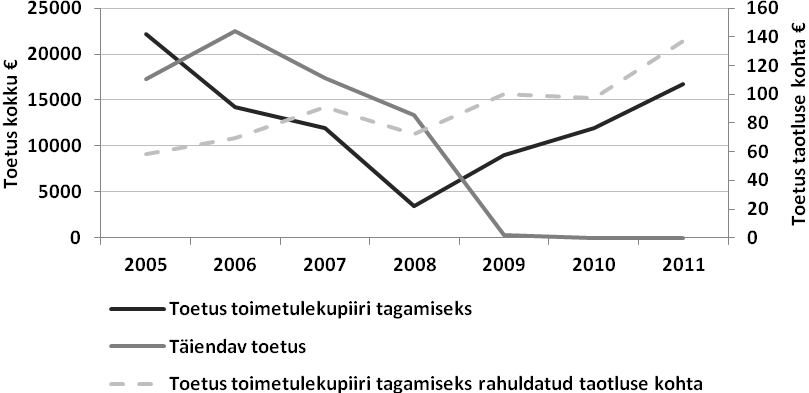 Toetus kokku €
25000
20000
15000
10000
5000
0
160
140
120
100
80
60
40
20
0
Toetus taotluse kohta €
2005 2006 2007 2008 2009 2010 2011
Toetus toimetulekupiiri tagamiseks
Täiendav toetus
Toetus toimetulekupiiri tagamiseks rahuldatud taotluse kohta